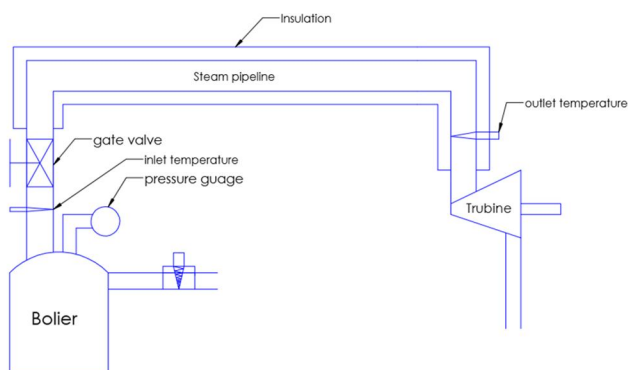 Insulation
Steam pipeline
outlet temperature
gate valve
inlet temperature
pressure guage
Trubine
Bolier